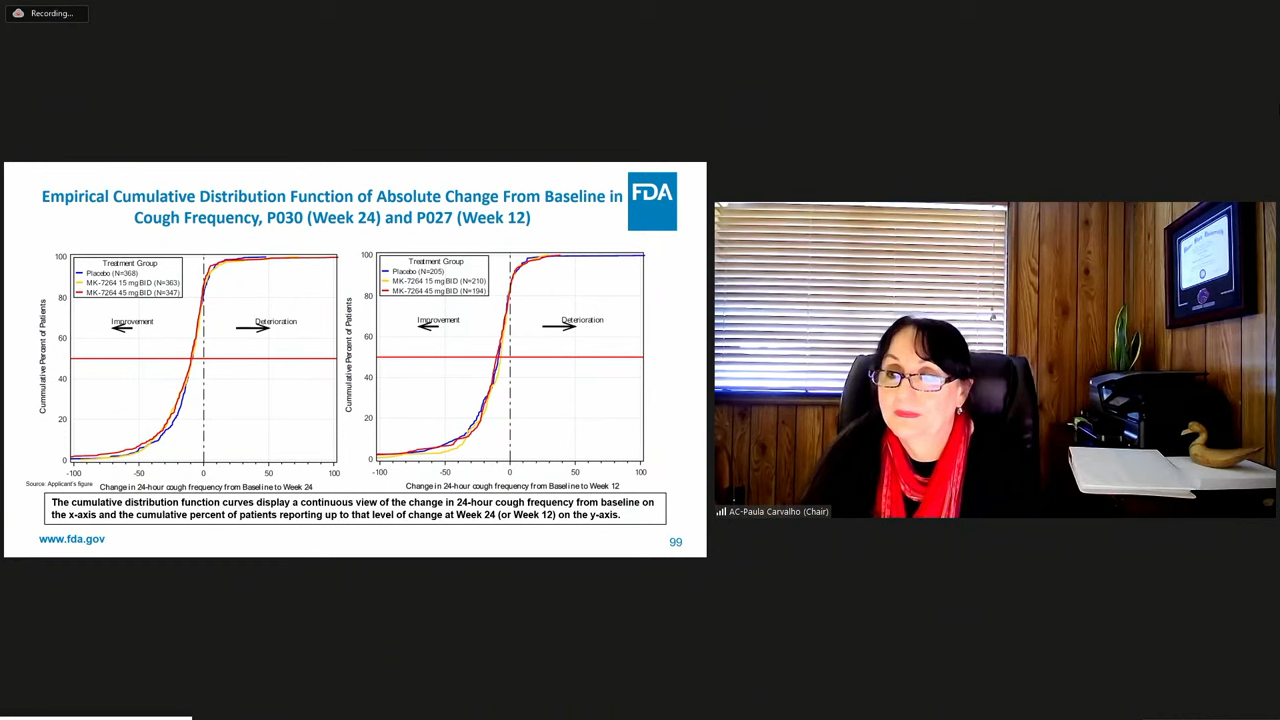 Recording...
Empirical Cumulative Distribution Function of Absolute Change From Baseline in
Cough Frequency, P030 (Week 24) and P027 (Week 12)
FDA
Treatment Group
Placebo (N=368)
MK-7264 15 mg BID (N=363)
MK-7264 45 mg BID (N=347)
Improvement
Deterioration
Cummulative Percent of Patients
100
80
60
40
20
0
-100 -50 0 50 100
Change in 24-hour cough frequency from Baseline to Week 24
Source: Applicant's figure
Treatment Group
Placebo (N=205)
MK-7264 15 mg BID (N=210)
MK-7264 45 mg BID (N=194)
Improvement
Deterioration
Cummulative Percent of Patients
100
80
60
40
20
0
-100 -50 0 50 100
Change in 24-hour cough frequency from Baseline to Week 12
The cumulative distribution function curves display a continuous view of the change in 24-hour cough frequency from baseline on
the x-axis and the cumulative percent of patients reporting up to that level of change at Week 24 (or Week 12) on the y-axis.
www.fda.gov
99
AC-Paula Carvalho (Chair)